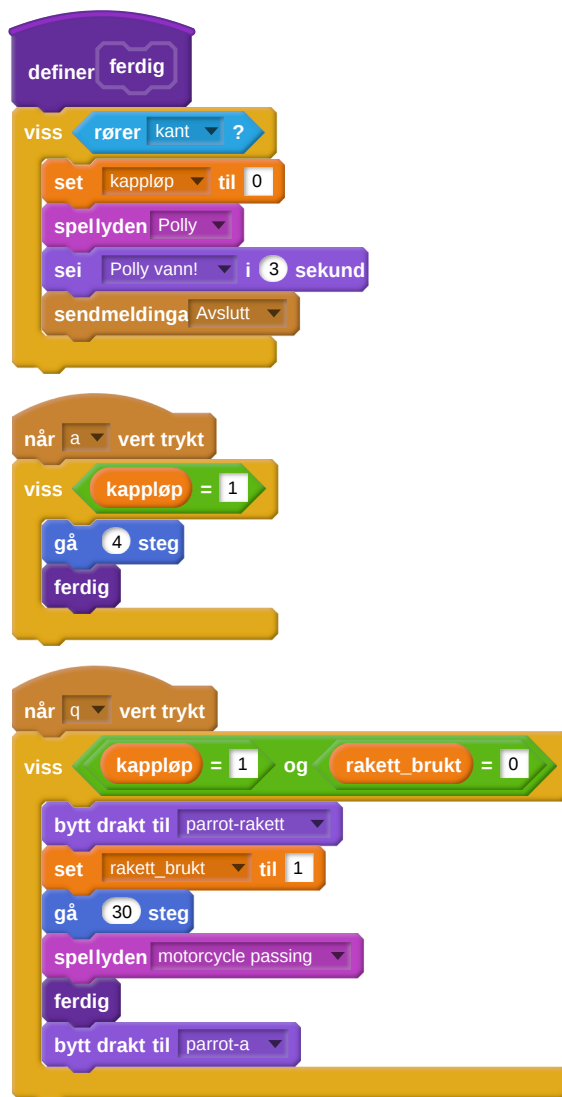 definer ferdig
viss rører kant ?
set kappløp til 0
spellyden Polly
sei Polly vann! i 3 sekund
sendmeldinga Avslutt
når a vert trykt
viss kappløp = 1
gå 4 steg
ferdig
når q vert trykt
viss kappløp = 1 og rakett_brukt = 0
bytt drakt til parrot-rakett
set rakett_brukt til 1
gå 30 steg
spellyden motorcycle passing
ferdig
bytt drakt til parrot-a